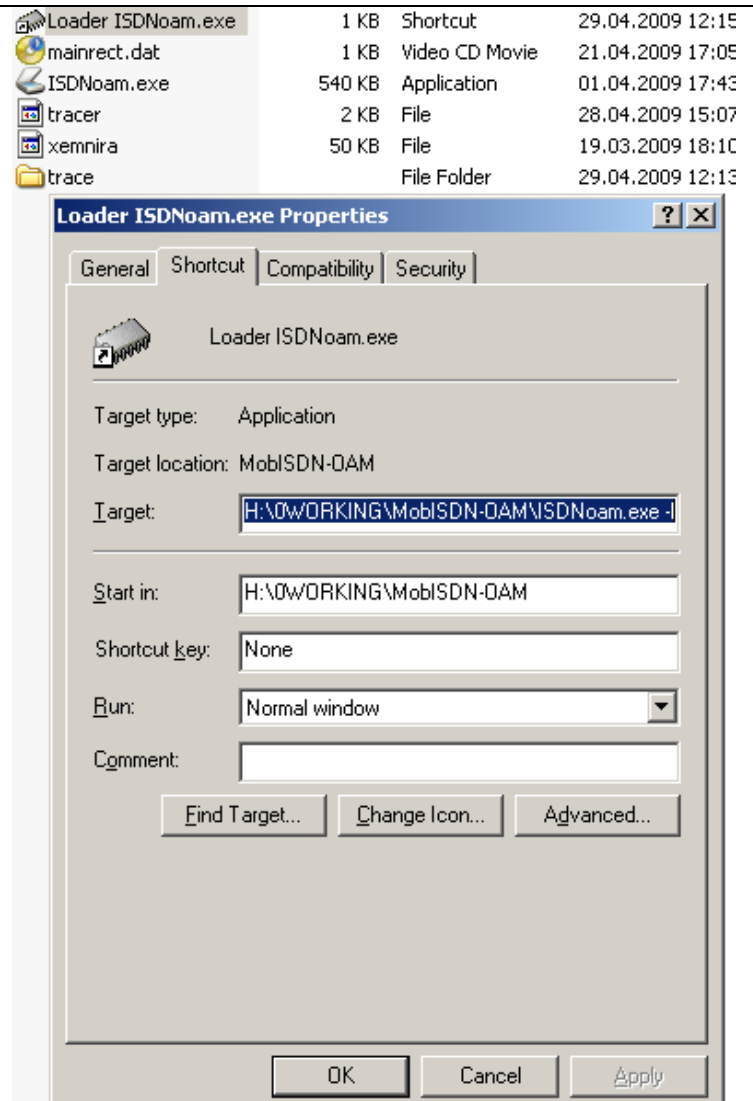 Loader ISDNoam.exe 1 KB Shortcut 29.04.2009 12:15
mainrect.dat 1 KB Video CD Movie 21.04.2009 17:05
ISDNoam.exe 540 KB Application 01.04.2009 17:43
tracer 2 KB File 28.04.2009 15:07
xemnira 50 KB File 19.03.2009 18:10
trace File Folder 29.04.2009 12:13
Loader ISDNoam.exe Properties
General Shortcut Compatibility Security
Loader ISDNoam.exe
Target type: Application
Target location: MobISDN-OAM
Target: H:\0WORKING\MobISDN-OAM\ISDNoam.exe -l
Start in: H:\0WORKING\MobISDN-OAM
Shortcut key: None
Run: Normal window
Comment:
Find Target... Change Icon... Advanced...
OK Cancel Apply